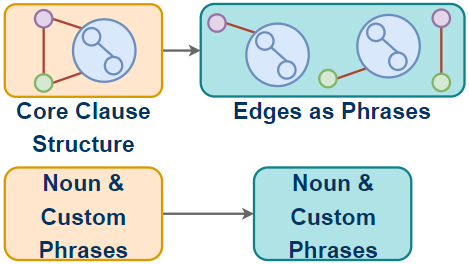 Core Clause
Structure
Edges as Phrases
Noun &
Custom
Phrases
Noun &
Custom
Phrases